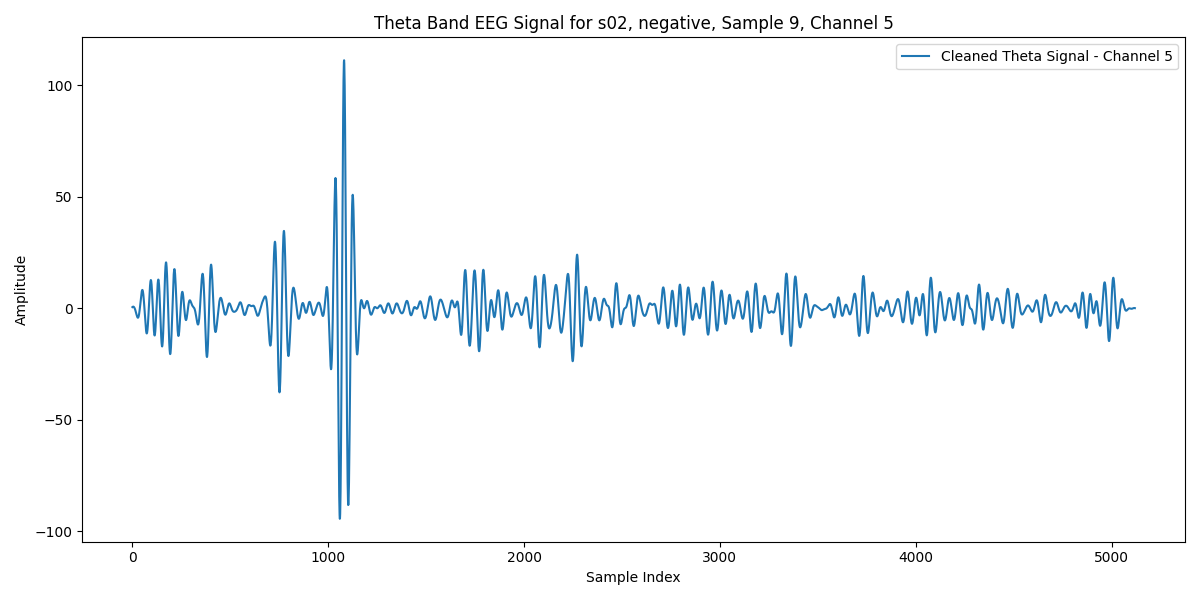 Theta Band EEG Signal for s02, negative, Sample 9, Channel 5
Cleaned Theta Signal - Channel 5
Amplitude
100
50
0
−50
−100
0 1000 2000 3000 4000 5000
Sample Index